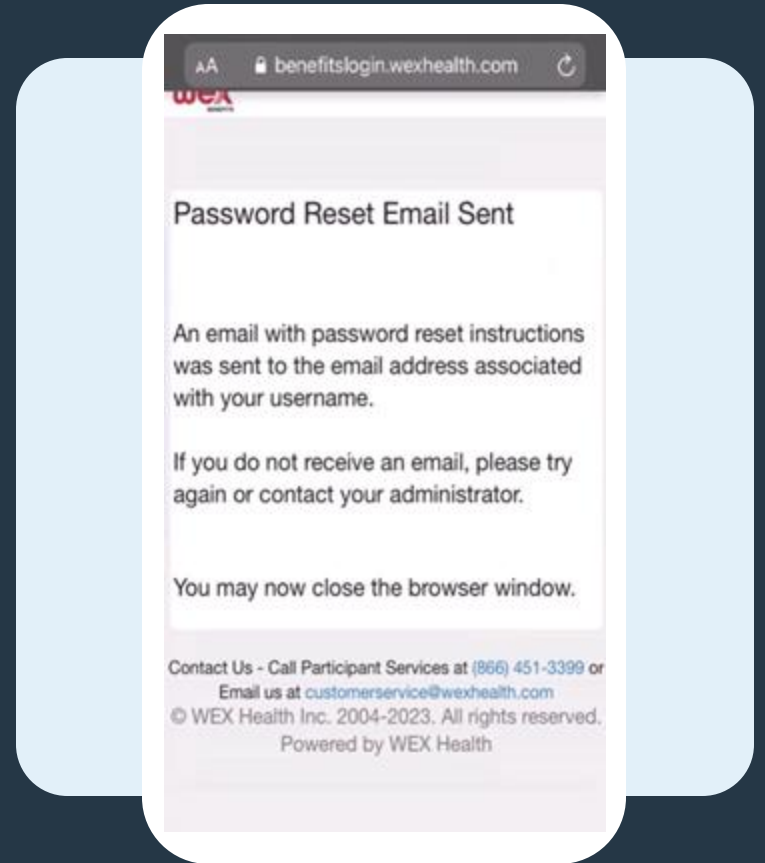 AA benefitslogin.wexhealth.com
wex
Password Reset Email Sent
An email with password reset instructions
was sent to the email address associated
with your username.
If you do not receive an email, please try
again or contact your administrator.
You may now close the browser window.
Contact Us - Call Participant Services at (866) 451-3399 or
Email us at customerservice@wexhealth.com
© WEX Health Inc. 2004-2023. All rights reserved.
Powered by WEX Health